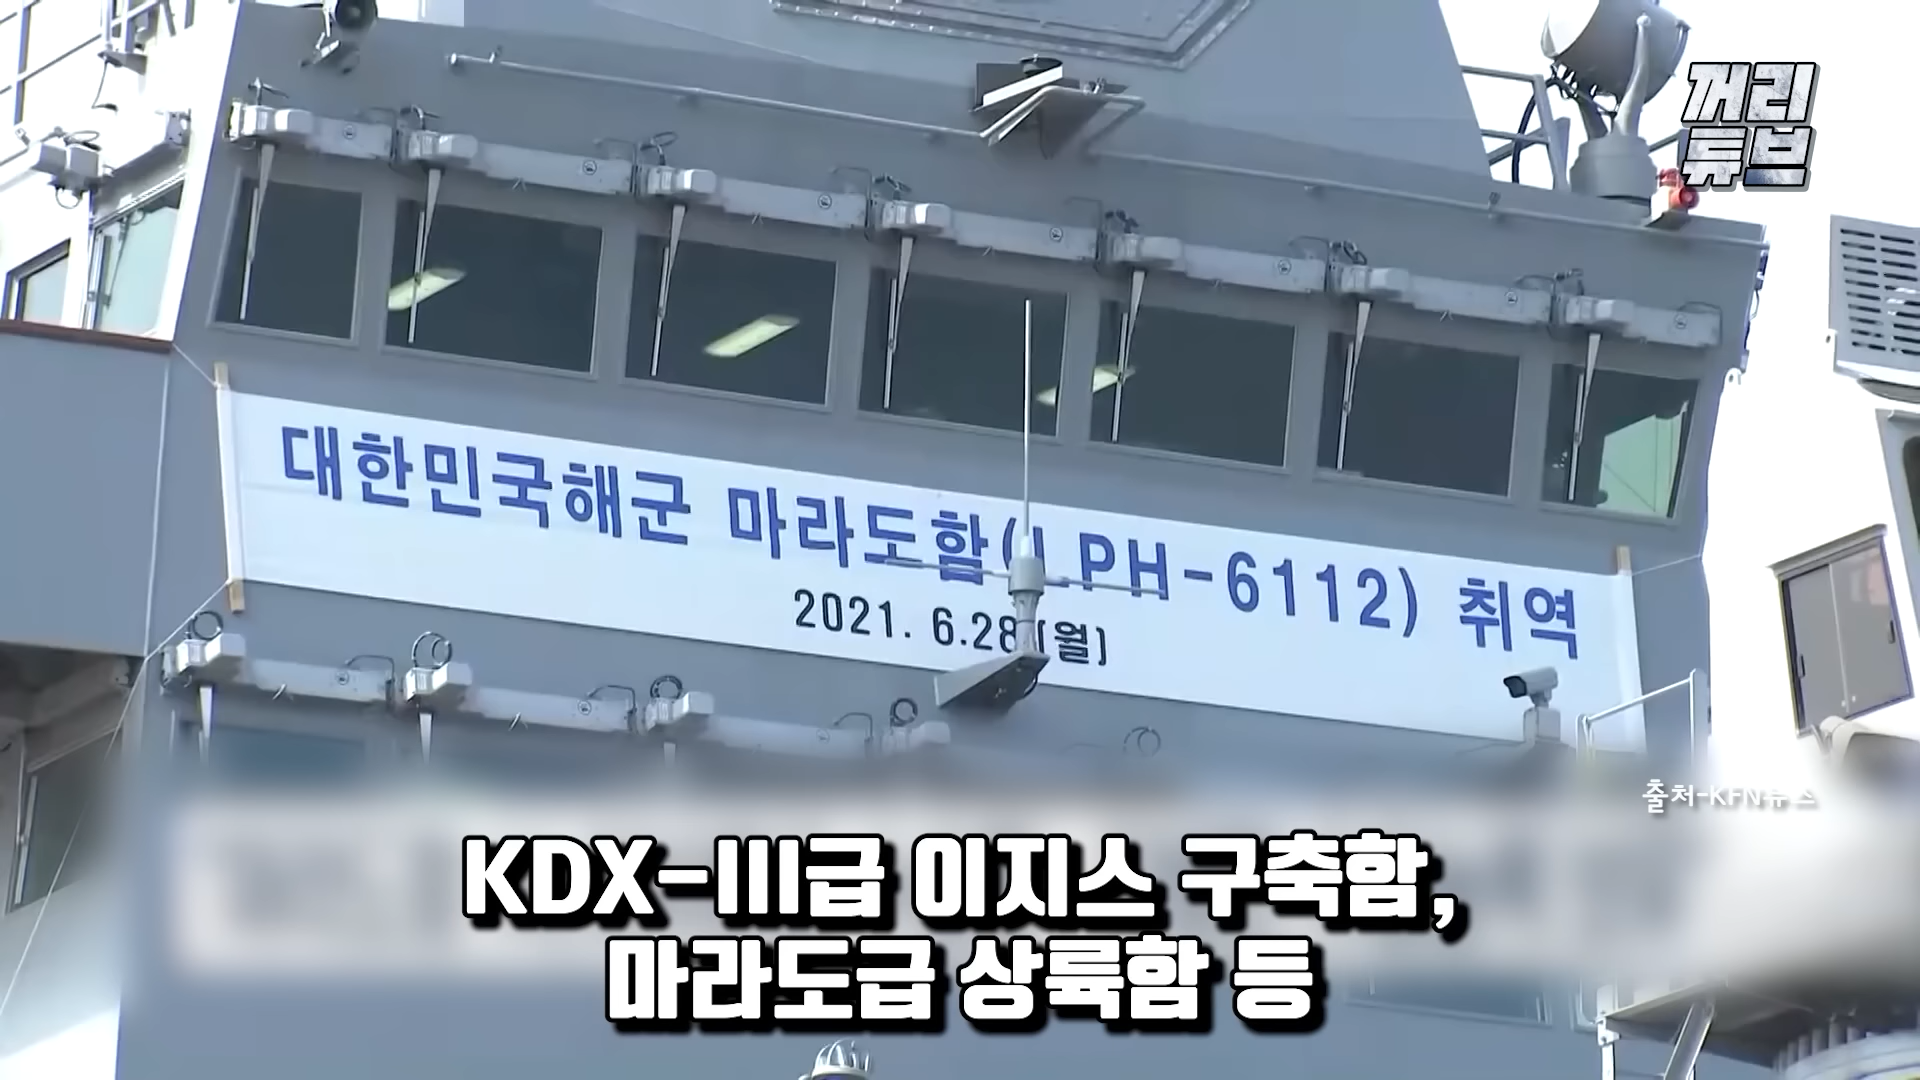 꺼리
튜브
대한민국해군 마라도함(LPH-6112) 취역
2021. 6.28(월)
출처-KFN뉴스
KDX-III급 이지스 구축함,
마라도급 상륙함 등